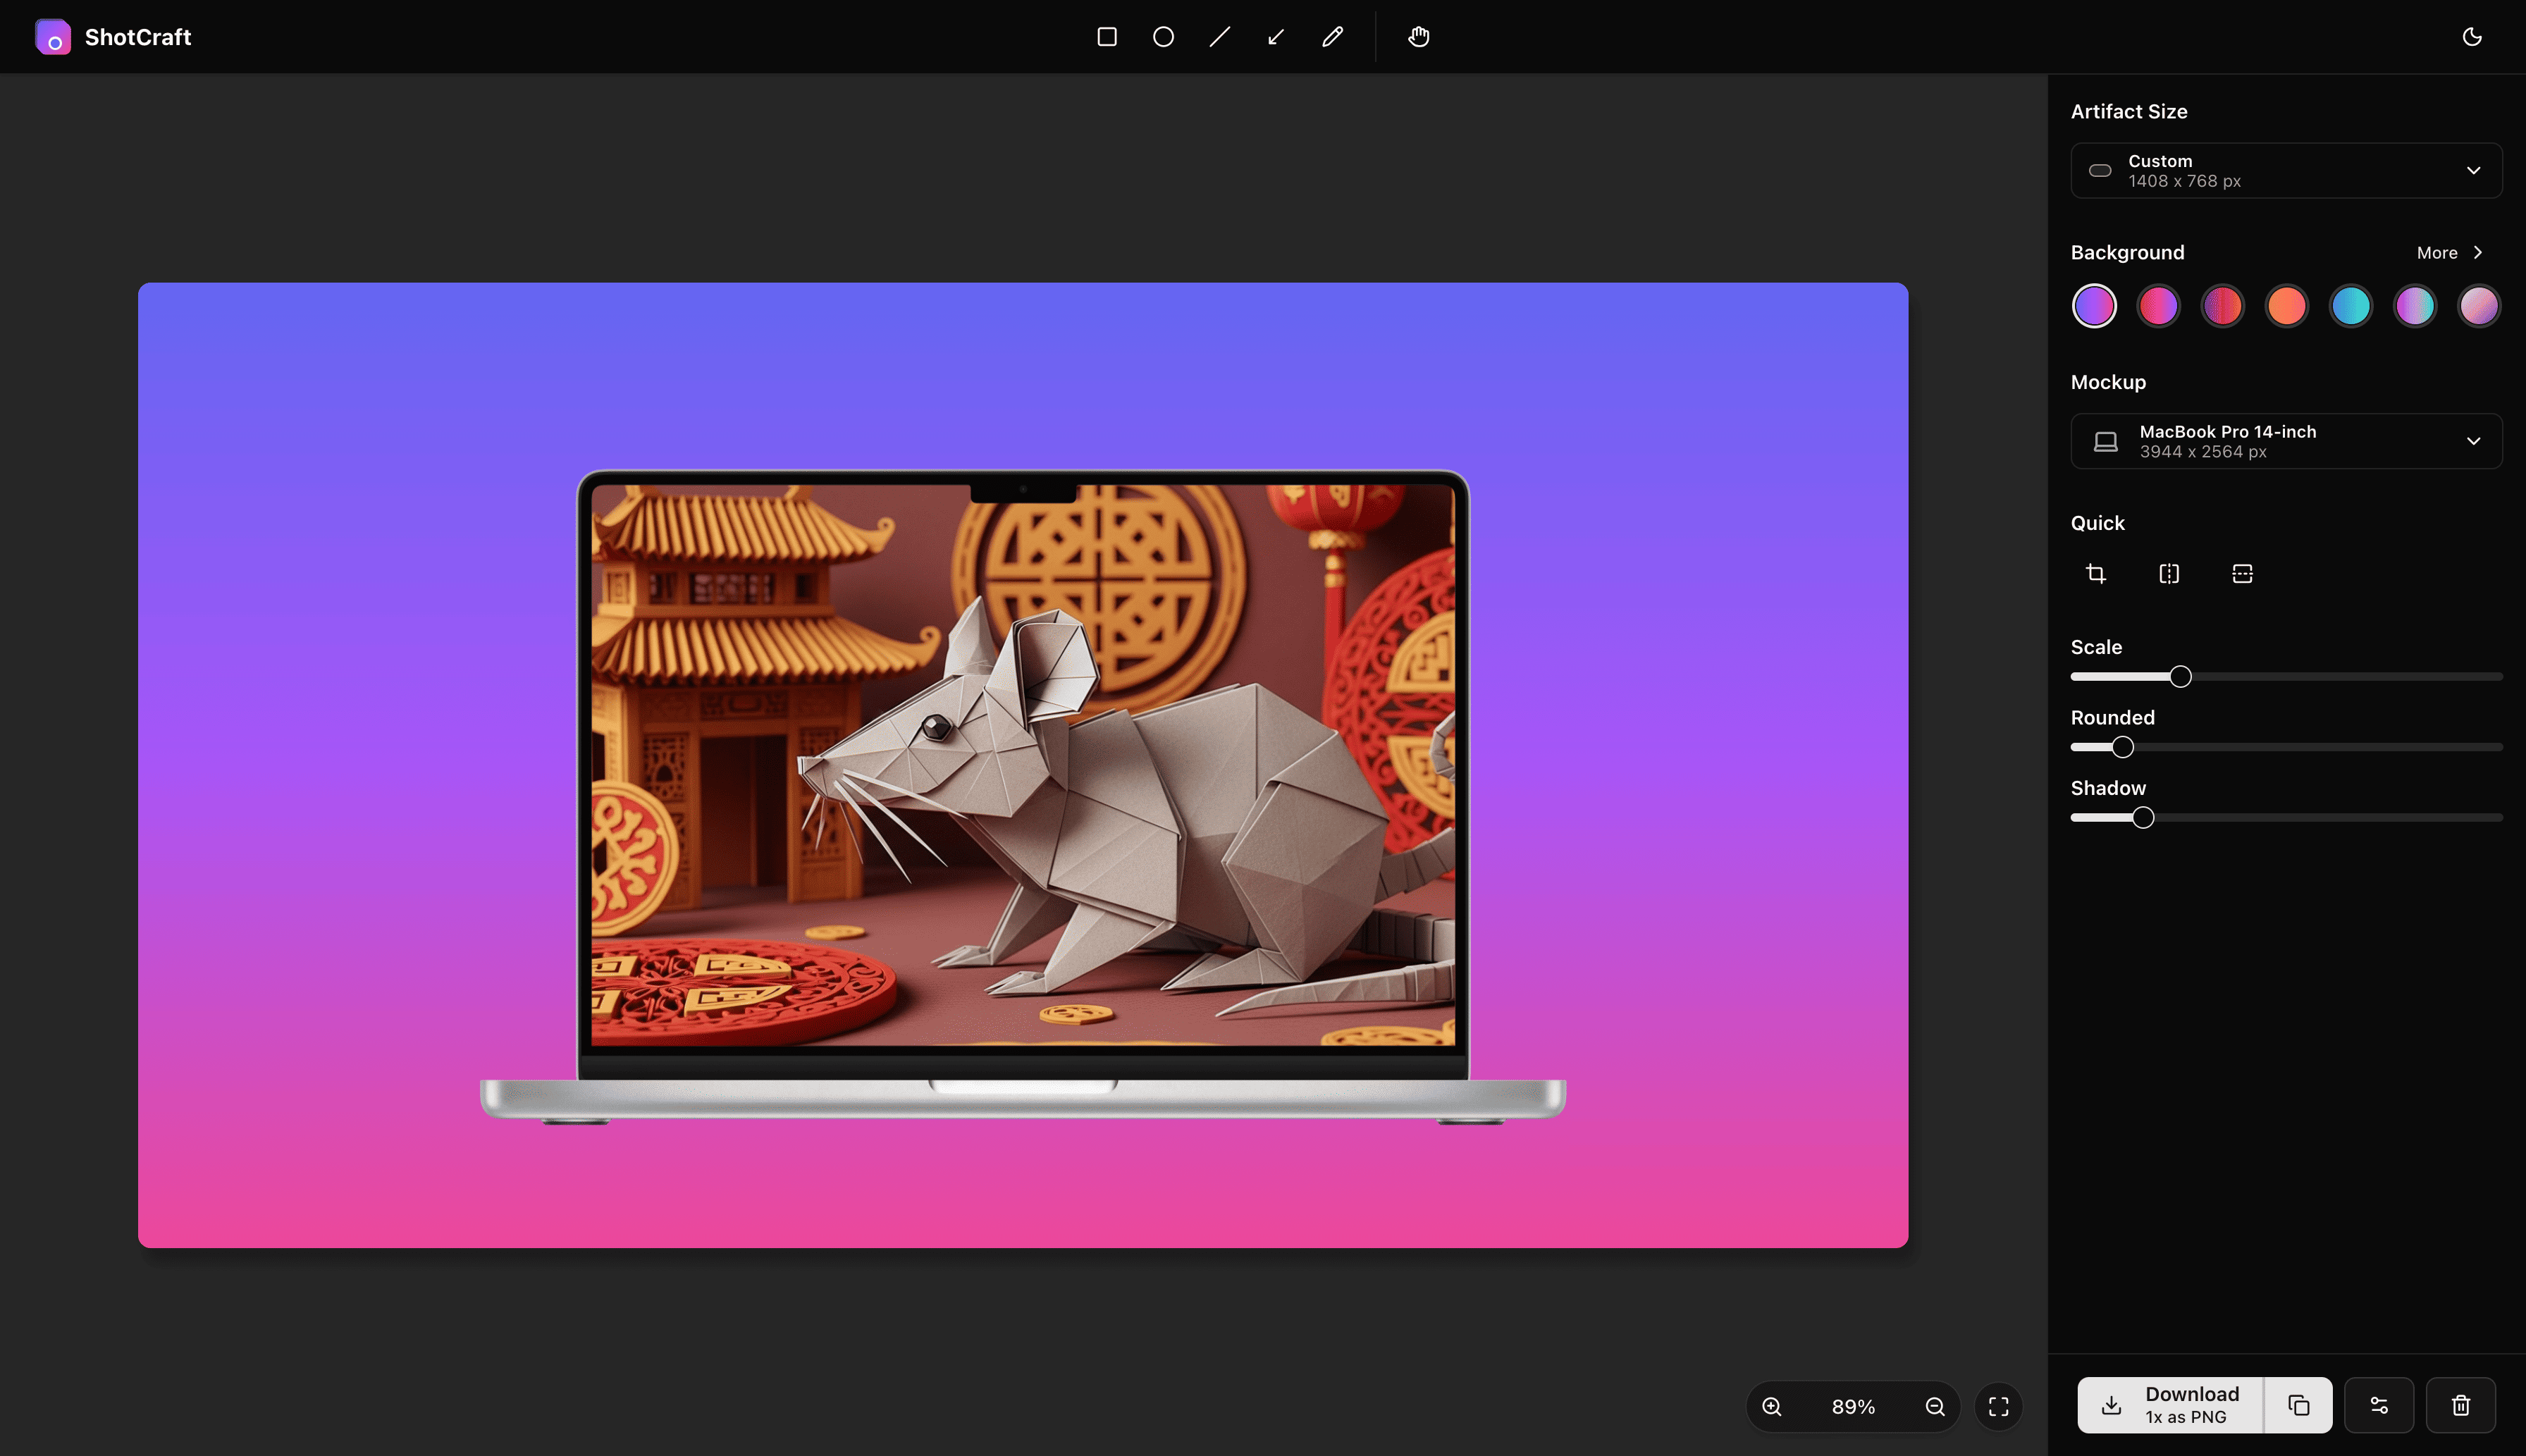 ShotCraft
Artifact Size
Custom
1408 x 768 px
Background
More
Mockup
MacBook Pro 14-inch
3944 x 2564 px
Quick
Scale
Rounded
Shadow
89%
Download
1x as PNG